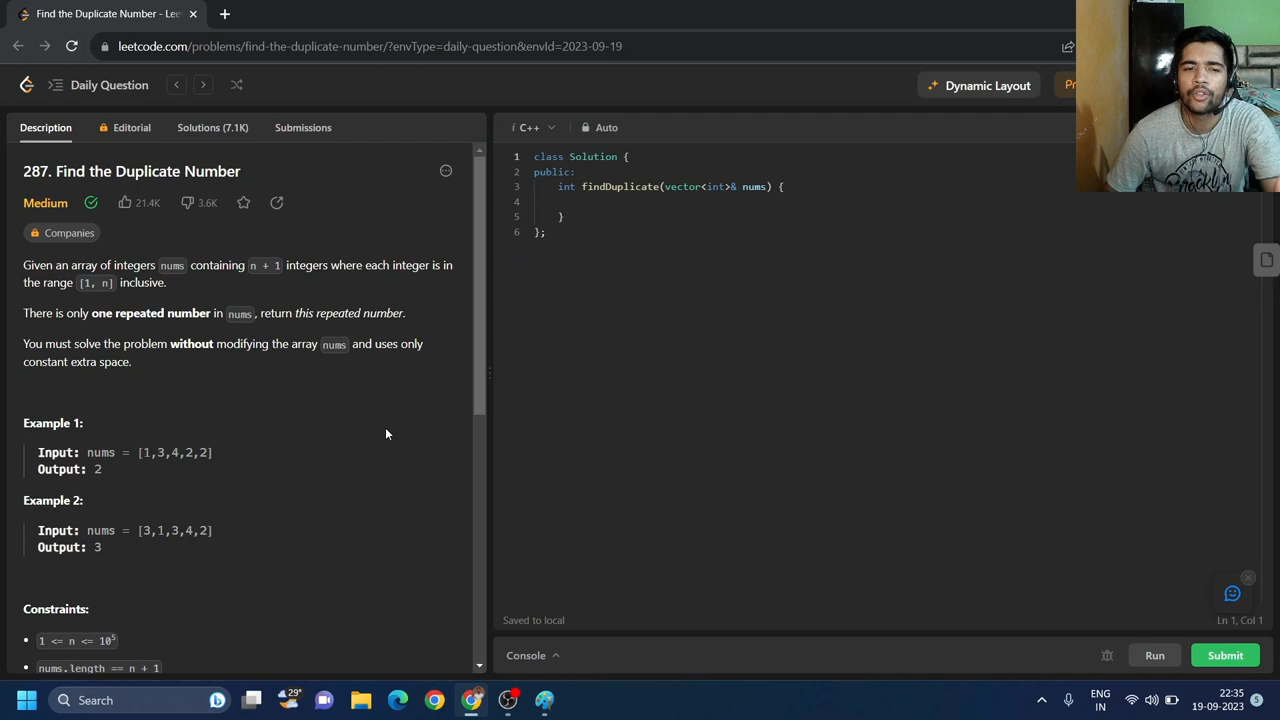 Find the Duplicate Number - Lee
leetcode.com/problems/find-the-duplicate-number/?envType=daily-question&envId=2023-09-19
Daily Question
Dynamic Layout
Pr
Description
Editorial
Solutions (7.1K)
Submissions
C++
Auto
287. Find the Duplicate Number
Medium
21.4K
3.6K
Companies
Given an array of integers nums containing n + 1 integers where each integer is in
the range [1, n] inclusive.
There is only one repeated number in nums, return this repeated number.
You must solve the problem without modifying the array nums and uses only
constant extra space.
Example 1:
Input: nums = [1,3,4,2,2]
Output: 2
Example 2:
Input: nums = [3,1,3,4,2]
Output: 3
Constraints:
1 <= n <= 10⁵
nums.length == n + 1
1 class Solution {
2 public:
3 int findDuplicate(vector<int>& nums) {
4
5 }
6 };
Saved to local
Ln 1, Col 1
Console
Run
Submit
Search
29°
ENG
IN
22:35
19-09-2023
5